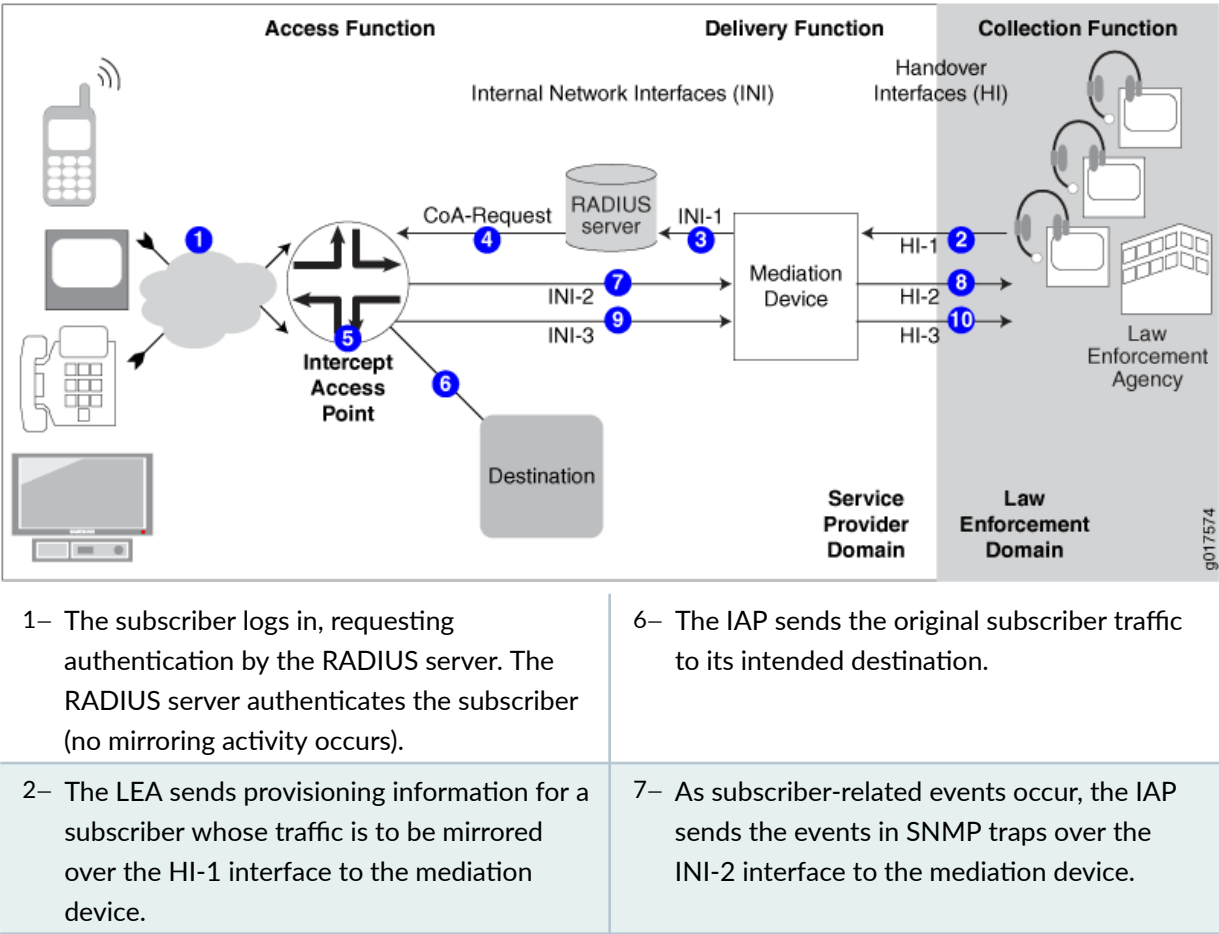 Access Function
Delivery Function
Collection Function
Internal Network Interfaces (INI)
Handover
Interfaces (HI)
CoA-Request
RADIUS
server
INI-1
1
4
3
2
HI-1
Mediation
Device
7
INI-2
8
HI-2
9
INI-3
10
HI-3
5
Intercept
Access
Point
6
Law
Enforcement
Agency
Destination
Service
Provider
Domain
Law
Enforcement
Domain
g017574
1– The subscriber logs in, requesting
authentication by the RADIUS server. The
RADIUS server authenticates the subscriber
(no mirroring activity occurs).
6– The IAP sends the original subscriber traffic
to its intended destination.
2– The LEA sends provisioning information for a
subscriber whose traffic is to be mirrored
over the HI-1 interface to the mediation
device.
7– As subscriber-related events occur, the IAP
sends the events in SNMP traps over the
INI-2 interface to the mediation device.